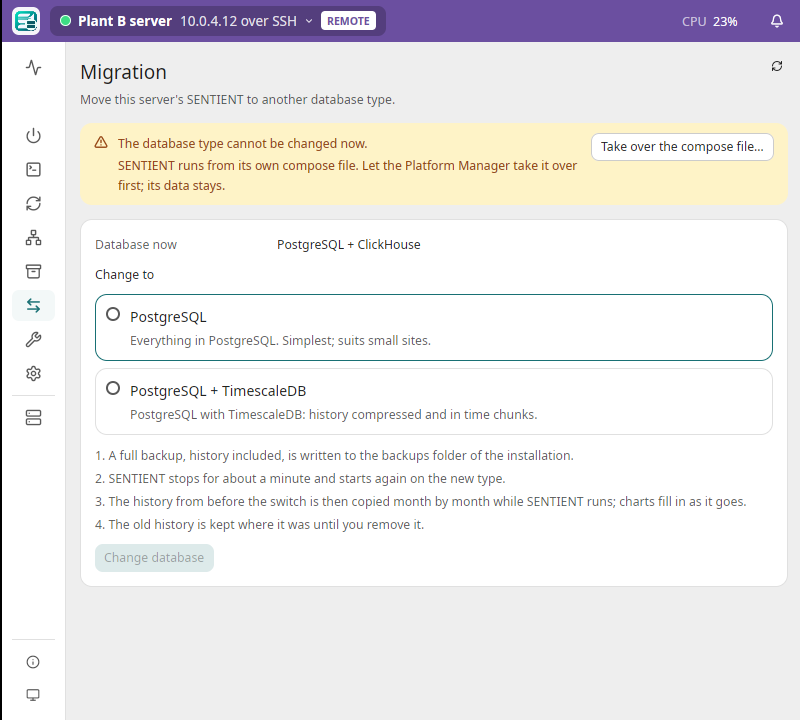 Plant B server 10.0.4.12 over SSH REMOTE CPU 23%
Migration
Move this server's SENTIENT to another database type.
The database type cannot be changed now.
SENTIENT runs from its own compose file. Let the Platform Manager take it over
first; its data stays.
Take over the compose file...
Database now PostgreSQL + ClickHouse
Change to
PostgreSQL
Everything in PostgreSQL. Simplest; suits small sites.
PostgreSQL + TimescaleDB
PostgreSQL with TimescaleDB: history compressed and in time chunks.
1. A full backup, history included, is written to the backups folder of the installation.
2. SENTIENT stops for about a minute and starts again on the new type.
3. The history from before the switch is then copied month by month while SENTIENT runs; charts fill in as it goes.
4. The old history is kept where it was until you remove it.
Change database